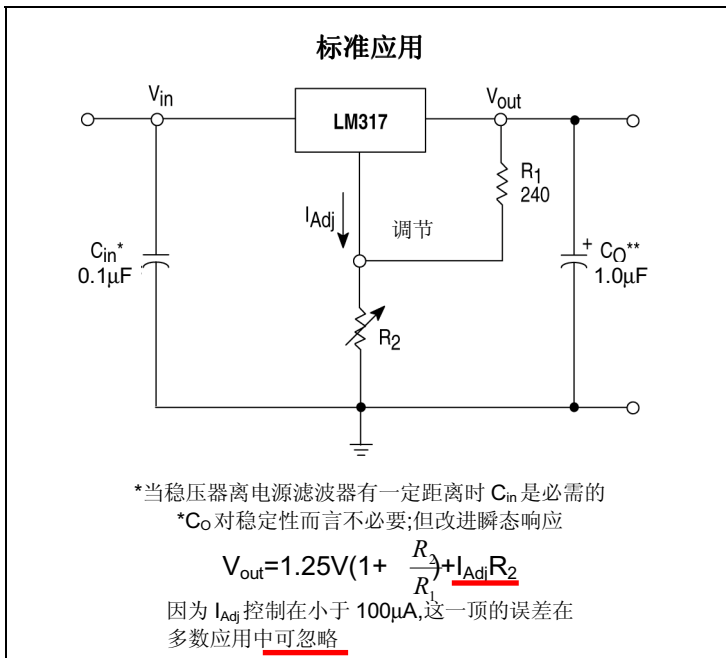 标准应用
Vin
LM317
Vout
R1
240
IAdj
调节
Cin*
0.1µF
+
CO**
1.0µF
R2
*当稳压器离电源滤波器有一定距离时 Cin 是必需的
*CO 对稳定性而言不必要;但改进瞬态响应
Vout=1.25V(1+ R2/R1)+IAdjR2
因为 IAdj 控制在小于 100µA,这一顶的误差在
多数应用中可忽略